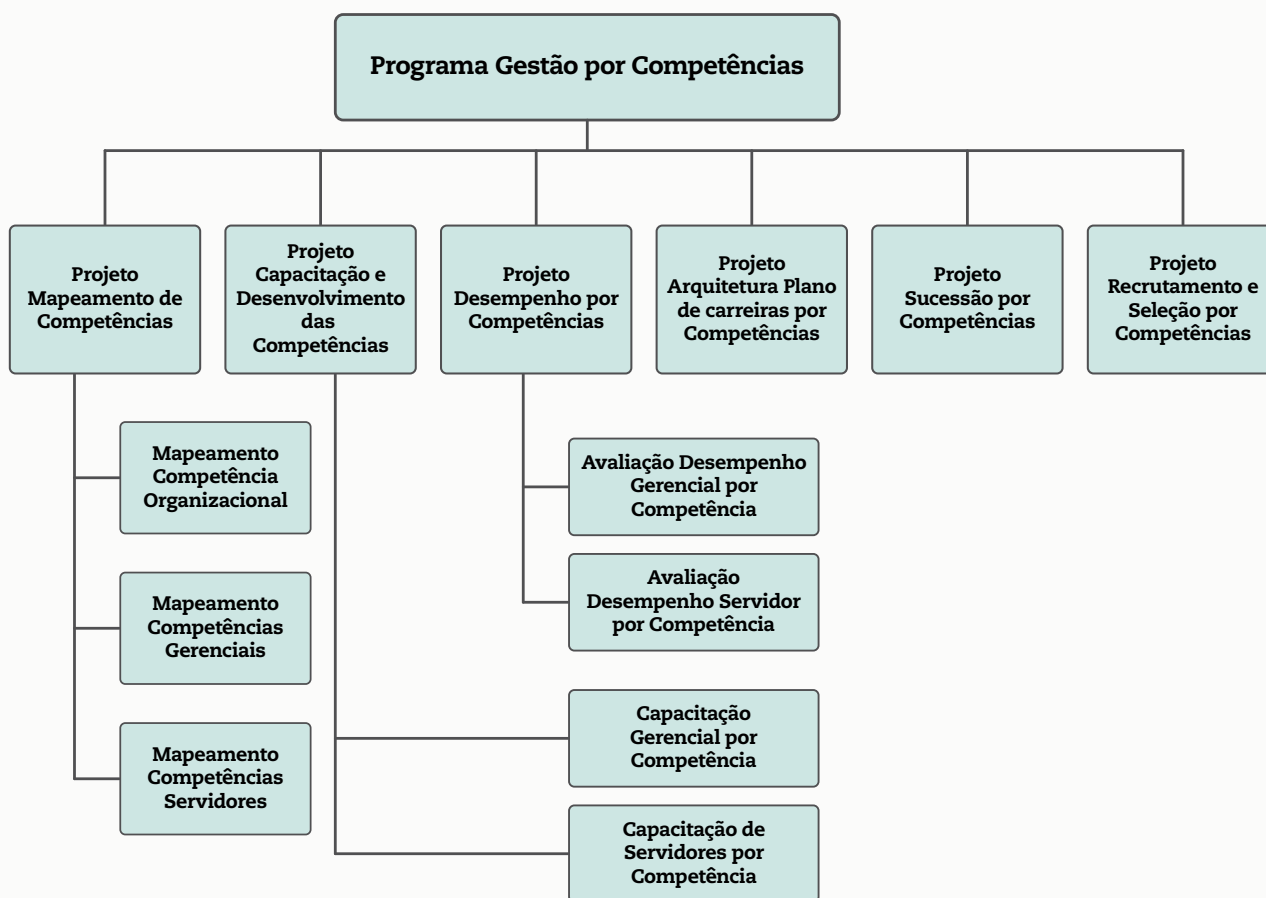 Programa Gestão por Competências
Projeto
Mapeamento de
Competências
Projeto
Capacitação e
Desenvolvimento
das
Competências
Projeto
Desempenho por
Competências
Projeto
Arquitetura Plano
de carreiras por
Competências
Projeto
Sucessão por
Competências
Projeto
Recrutamento e
Seleção por
Competências
Mapeamento
Competência
Organizacional
Mapeamento
Competências
Gerenciais
Mapeamento
Competências
Servidores
Avaliação Desempenho
Gerencial por
Competência
Avaliação
Desempenho Servidor
por Competência
Capacitação
Gerencial por
Competência
Capacitação de
Servidores por
Competência